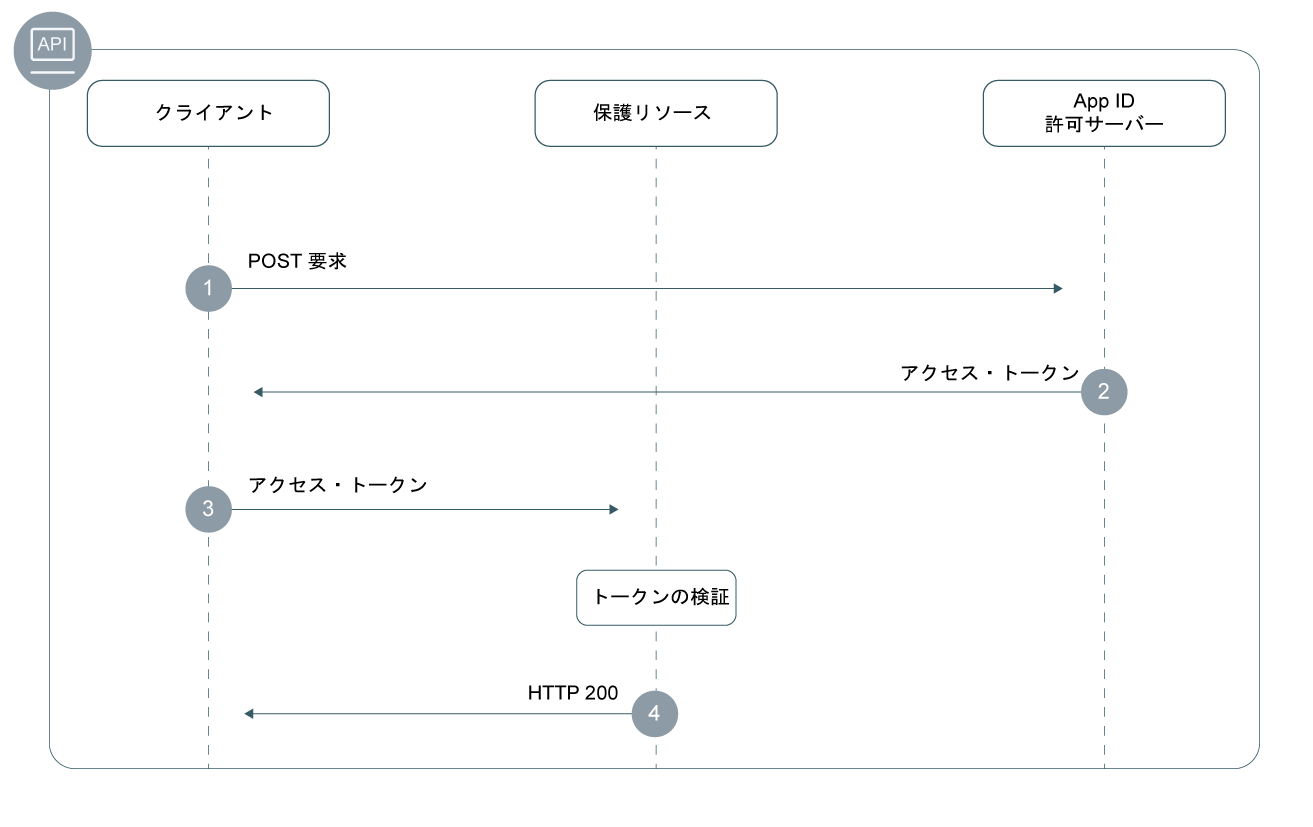 API
クライアント
保護リソース
App ID
許可サーバー
POST 要求
1
アクセス・トークン
2
アクセス・トークン
3
トークンの検証
HTTP 200
4